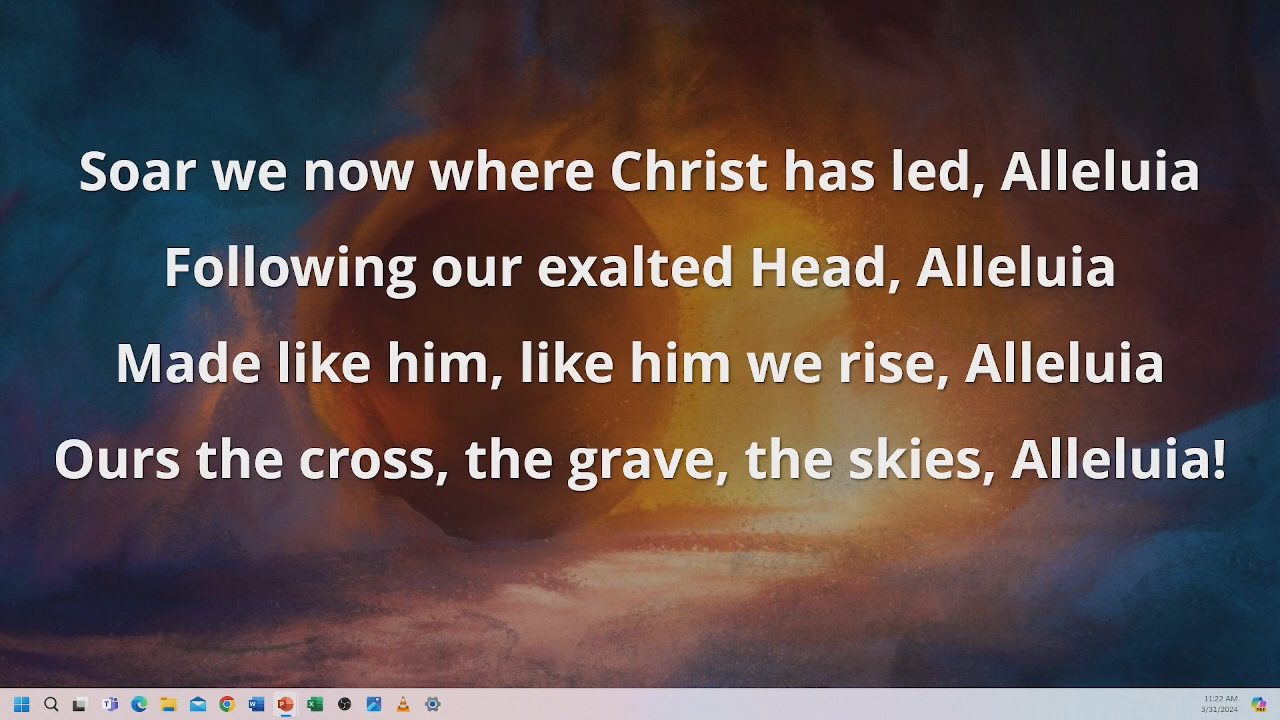 Soar we now where Christ has led, Alleluia
Following our exalted Head, Alleluia
Made like him, like him we rise, Alleluia
Ours the cross, the grave, the skies, Alleluia!
11:22 AM
3/31/2024